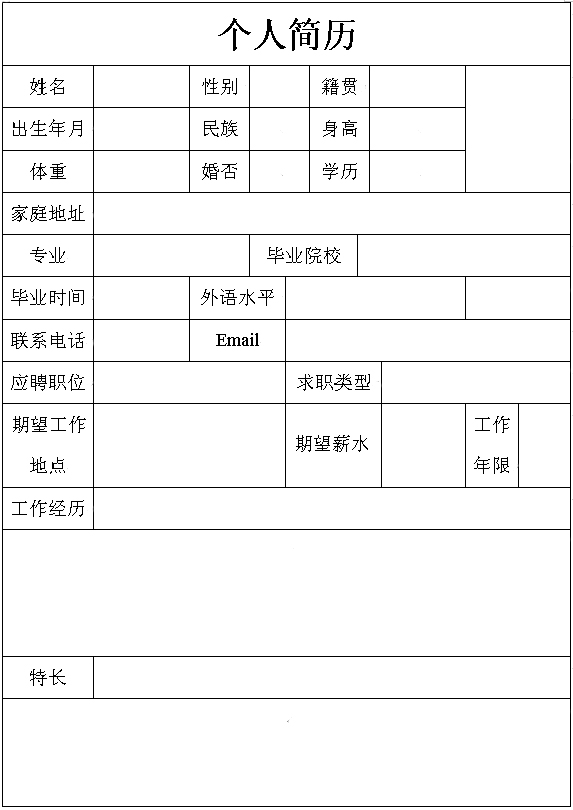 个人简历
姓名 性别 籍贯
出生年月 民族 身高
体重 婚否 学历
家庭地址
专业 毕业院校
毕业时间 外语水平
联系电话 Email
应聘职位 求职类型
期望工作
地点
期望薪水
工作
年限
工作经历
特长